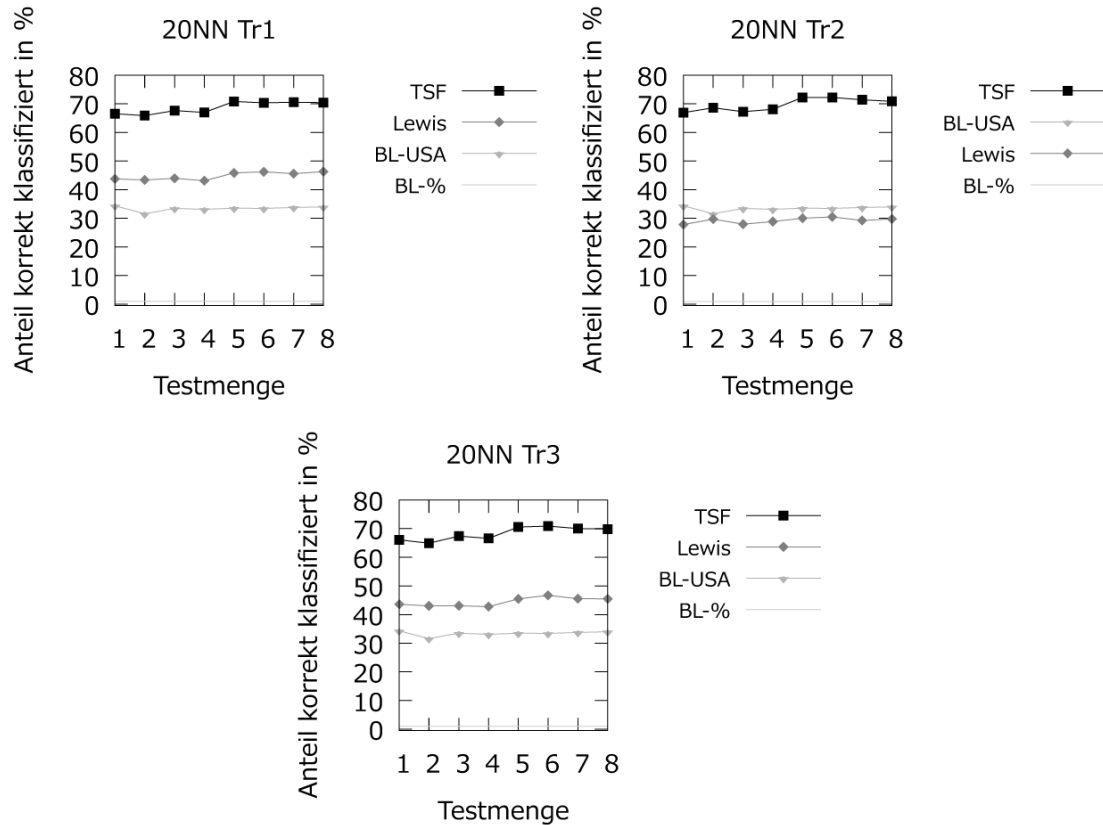 20NN Tr1
Anteil korrekt klassifiziert in %
80
70
60
50
40
30
20
10
0
1 2 3 4 5 6 7 8
Testmenge
TSF
Lewis
BL-USA
BL-%
20NN Tr2
Anteil korrekt klassifiziert in %
80
70
60
50
40
30
20
10
0
1 2 3 4 5 6 7 8
Testmenge
TSF
BL-USA
Lewis
BL-%
20NN Tr3
Anteil korrekt klassifiziert in %
80
70
60
50
40
30
20
10
0
1 2 3 4 5 6 7 8
Testmenge
TSF
Lewis
BL-USA
BL-%